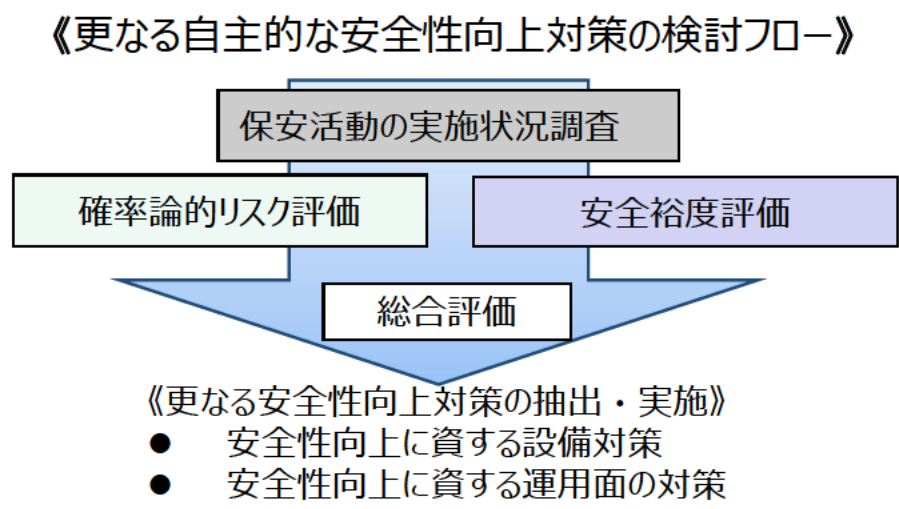 《更なる自主的な安全性向上対策の検討フロー》
保安活動の実施状況調査
確率論的リスク評価
安全裕度評価
総合評価
《更なる安全性向上対策の抽出・実施》
● 安全性向上に資する設備対策
● 安全性向上に資する運用面の対策